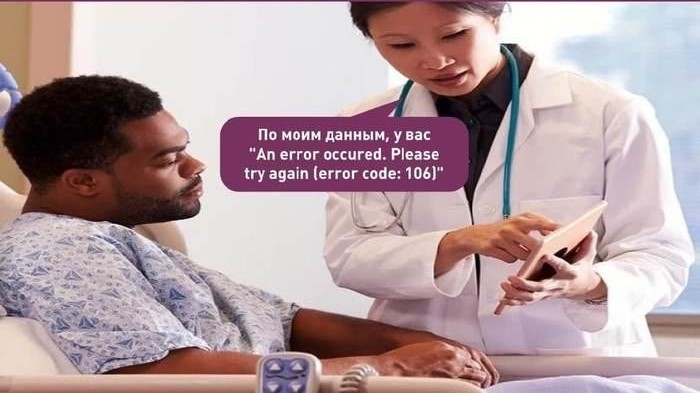 По моим данным, у вас
"An error occured. Please
try again (error code: 106)"